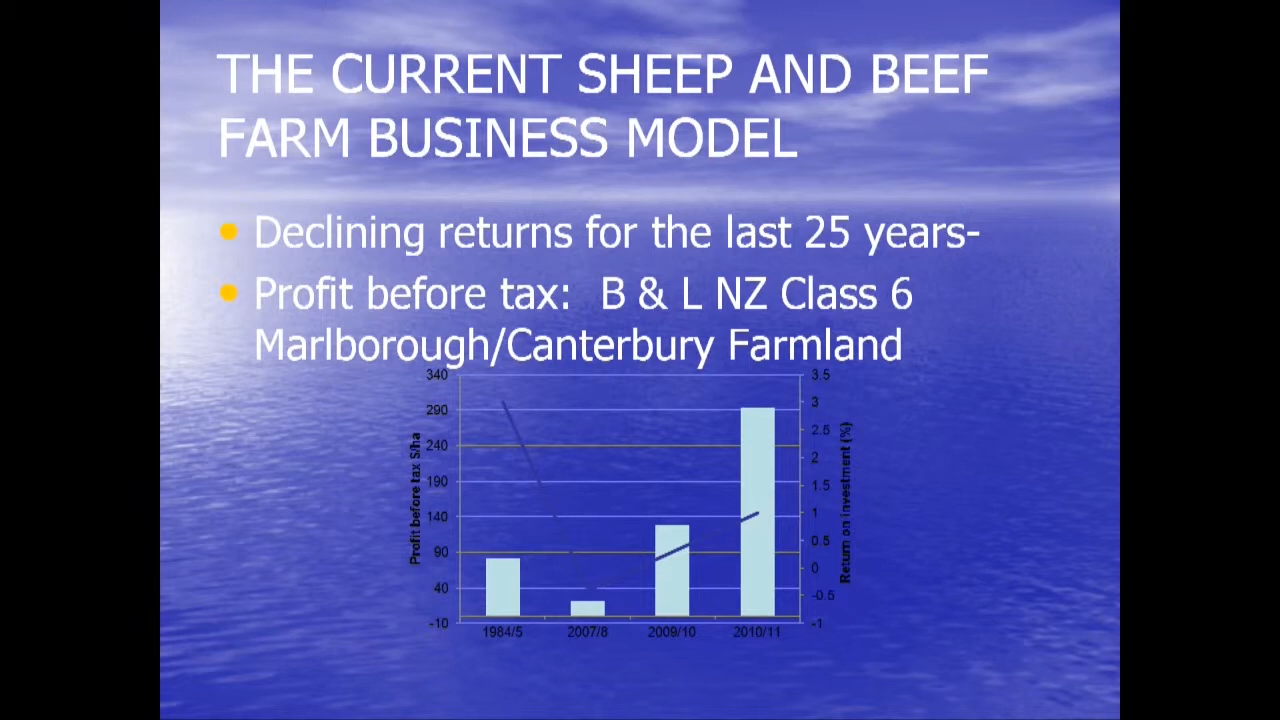 THE CURRENT SHEEP AND BEEF
FARM BUSINESS MODEL
Declining returns for the last 25 years-
Profit before tax: B & L NZ Class 6
Marlborough/Canterbury Farmland
340
290
240
190
140
90
40
-10
Profit before tax $/ha
3.5
3
2.5
2
1.5
1
0.5
0
-0.5
-1
Return on investment (%)
1984/5 2007/8 2009/10 2010/11